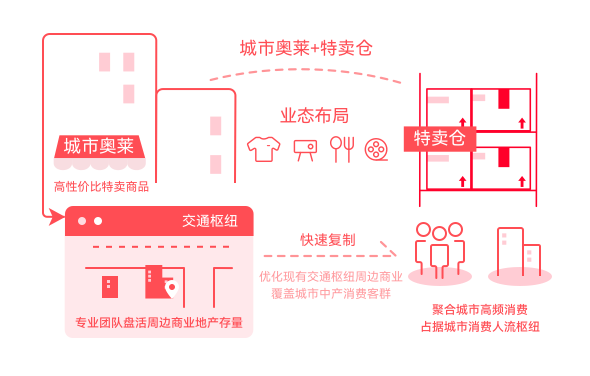 城市奥莱+特卖仓
城市奥莱
高性价比特卖商品
业态布局
特卖仓
交通枢纽
专业团队盘活周边商业地产存量
快速复制
优化现有交通枢纽周边商业
覆盖城市中产消费客群
聚合城市高频消费
占据城市消费人流枢纽